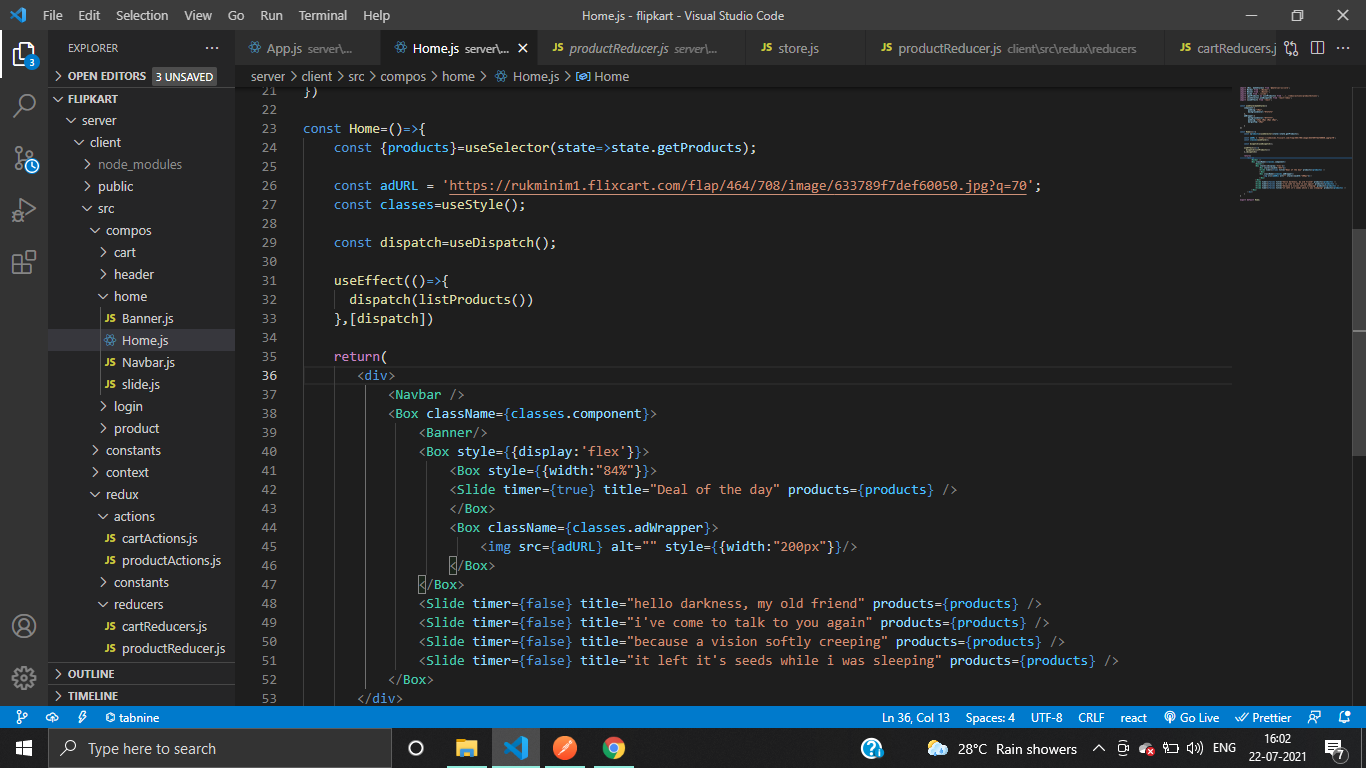 File Edit Selection View Go Run Terminal Help Home.js - flipkart - Visual Studio Code
EXPLORER ···
App.js server\...
Home.js server\...
productReducer.js server\...
store.js
productReducer.js client\src\redux\reducers
cartReducers.j
3
OPEN EDITORS 3 UNSAVED
server > client > src > compos > home > Home.js > Home
FLIPKART
server
client
node_modules
public
src
compos
cart
header
home
Banner.js
Home.js
Navbar.js
slide.js
login
product
constants
context
redux
actions
cartActions.js
productActions.js
constants
reducers
cartReducers.js
productReducer.js
OUTLINE
TIMELINE
21 })
22
23 const Home=()=>{
24 const {products}=useSelector(state=>state.getProducts);
25
26 const adURL = 'https://rukminim1.flixcart.com/flap/464/708/image/633789f7def60050.jpg?q=70';
27 const classes=useStyle();
28
29 const dispatch=useDispatch();
30
31 useEffect(()=>{
32 dispatch(listProducts())
33 },[dispatch])
34
35 return(
36 <div>
37 <Navbar />
38 <Box className={classes.component}>
39 <Banner/>
40 <Box style={{display:'flex'}}>
41 <Box style={{width:"84%"}}>
42 <Slide timer={true} title="Deal of the day" products={products} />
43 </Box>
44 <Box className={classes.adWrapper}>
45 <img src={adURL} alt="" style={{width:"200px"}}/>
46 </Box>
47 </Box>
48 <Slide timer={false} title="hello darkness, my old friend" products={products} />
49 <Slide timer={false} title="i've come to talk to you again" products={products} />
50 <Slide timer={false} title="because a vision softly creeping" products={products} />
51 <Slide timer={false} title="it left it's seeds while i was sleeping" products={products} />
52 </Box>
53 </div>
tabnine Ln 36, Col 13 Spaces: 4 UTF-8 CRLF react Go Live Prettier
Type here to search
28°C Rain showers ENG
16:02
22-07-2021
7